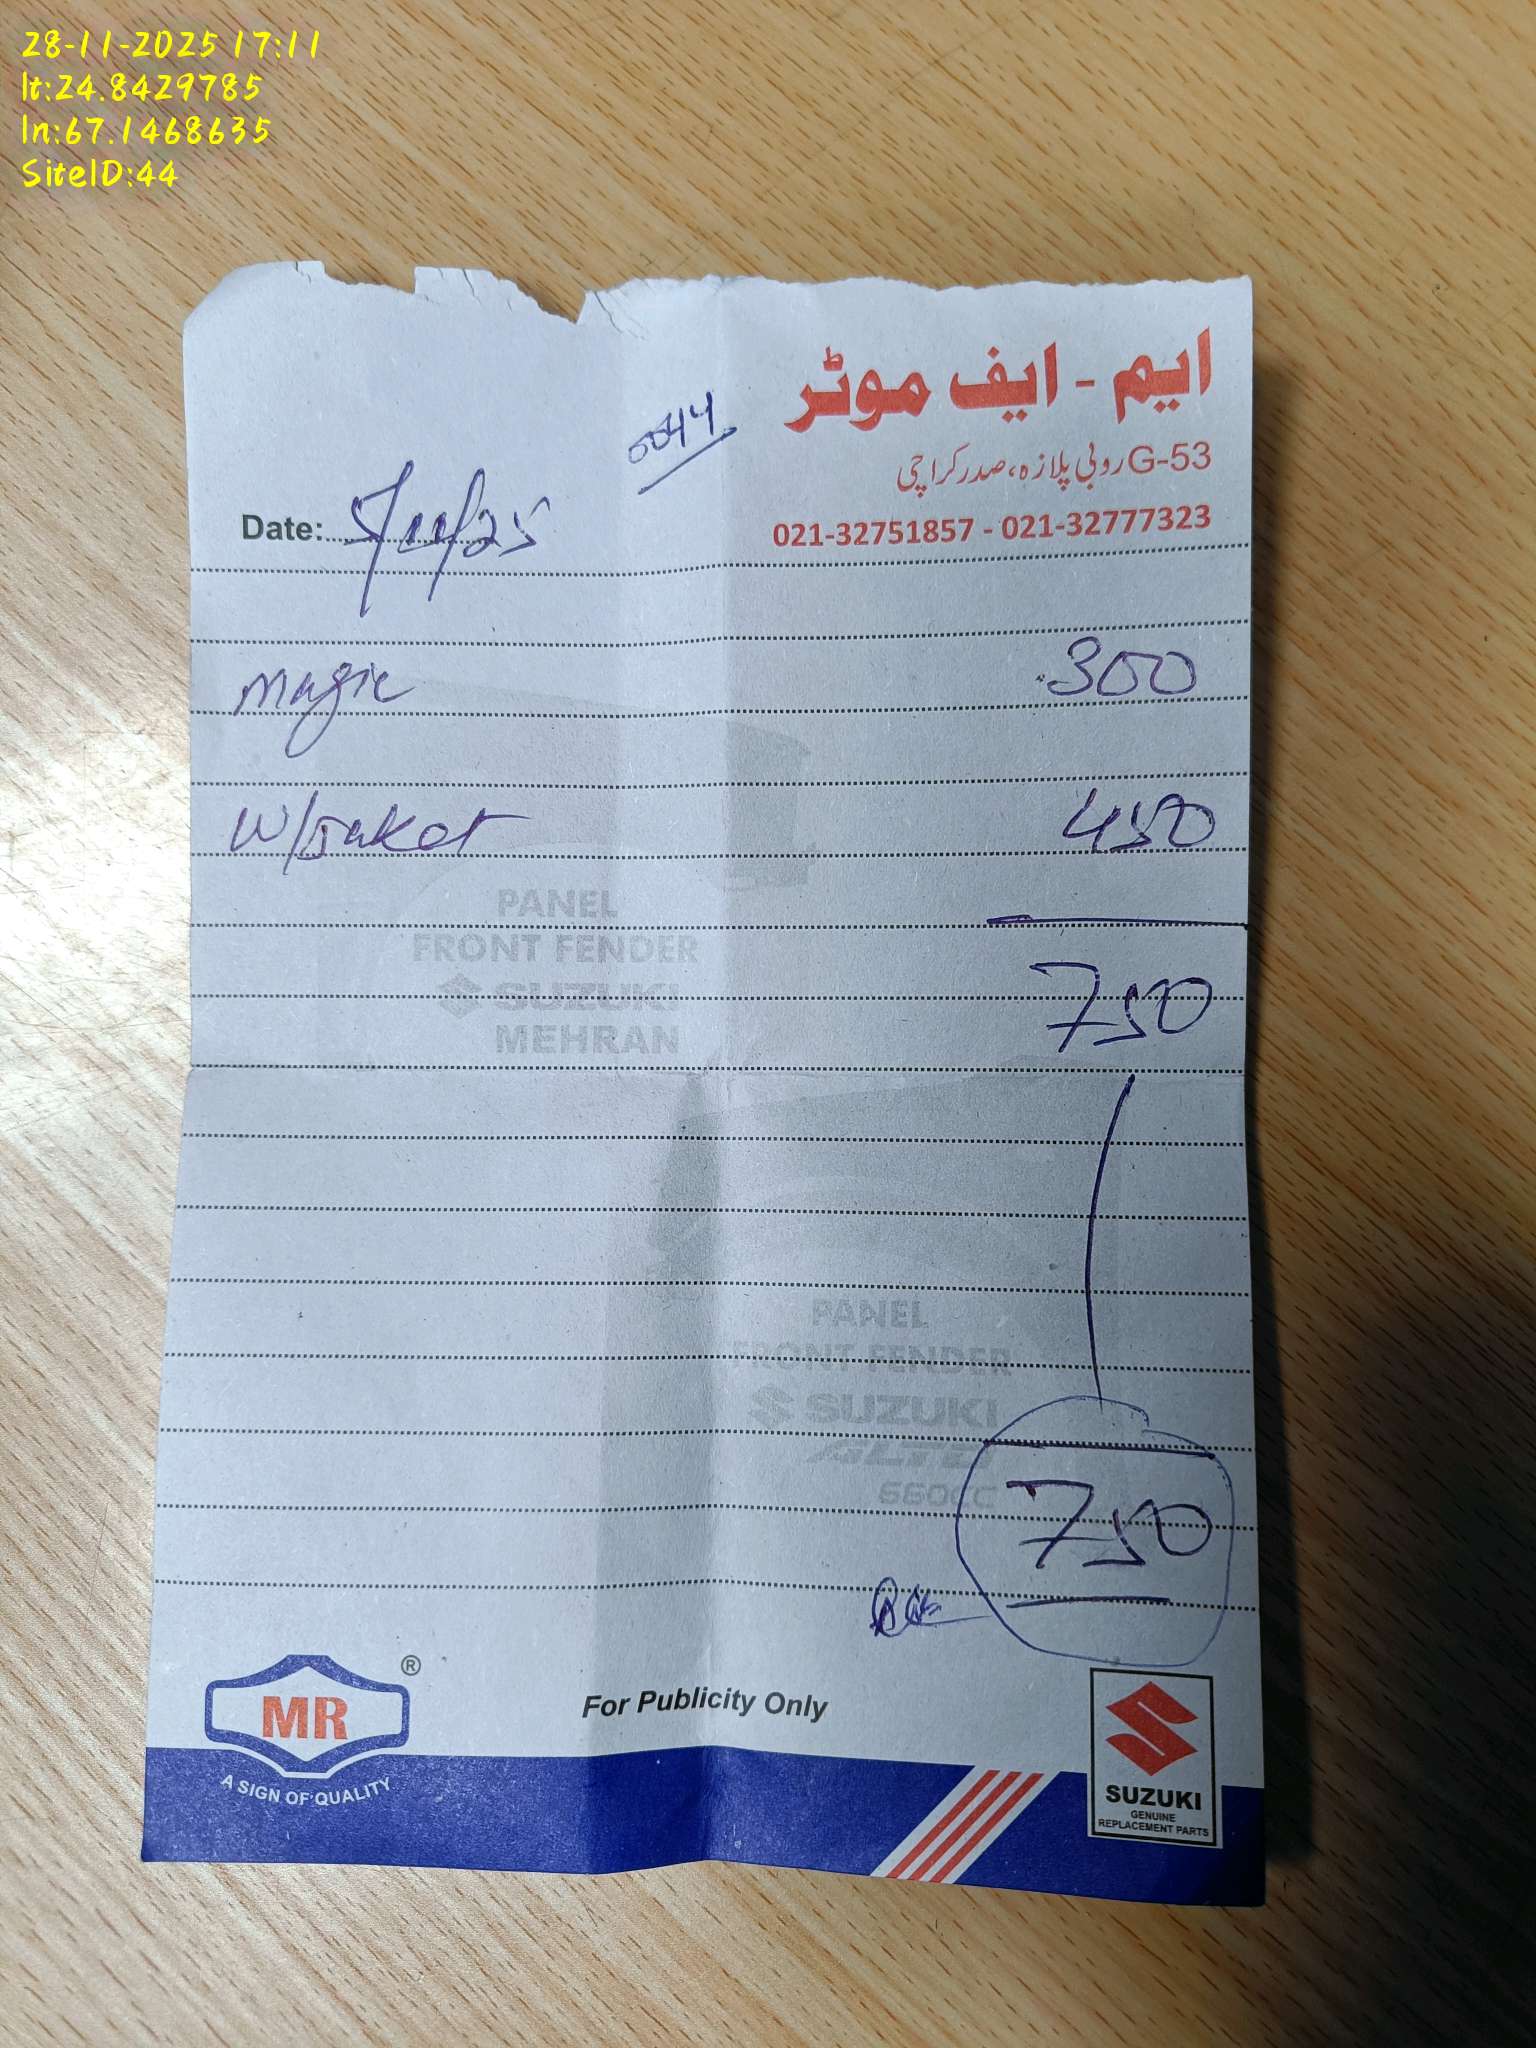 28-11-2025 17:11
lt:24.8429785
ln:67.1468635
SiteID:44
ایم - ایف موٹر
G-53 روبی پلازہ، صدر کراچی
021-32751857 - 021-32777323
0044
Date: 5/11/25
Magic 300
W/ 450
PANEL
FRONT FENDER
SUZUKI
MEHRAN
750
PANEL
FRONT FENDER
SUZUKI
ALTO
660CC
750
MR ®
A SIGN OF QUALITY
For Publicity Only
SUZUKI
GENUINE
REPLACEMENT PARTS